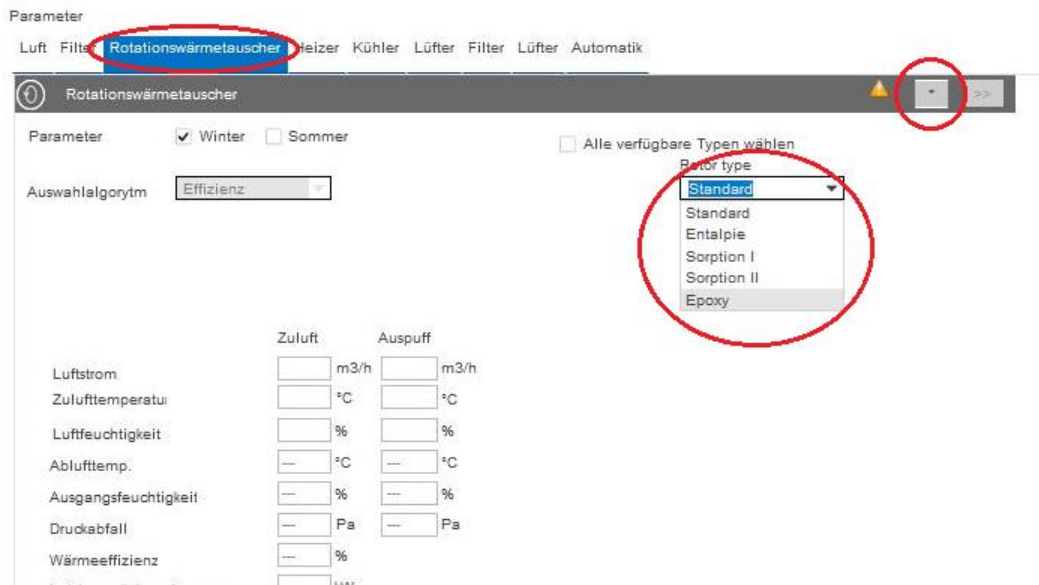 Parameter
Luft Filter Rotationswärmetauscher Heizer Kühler Lüfter Filter Lüfter Automatik
Rotationswärmetauscher * >>
Parameter Winter Sommer
Alle verfügbare Typen wählen
Rotor type
Auswahlalgorytm Effizienz Standard
Standard
Entalpie
Sorption I
Sorption II
Epoxy
Zuluft Auspuff
Luftstrom m3/h m3/h
Zulufttemperatu °C °C
Luftfeuchtigkeit % %
Ablufttemp. --- °C --- °C
Ausgangsfeuchtigkeit --- % --- %
Druckabfall --- Pa --- Pa
Wärmeeffizienz --- %